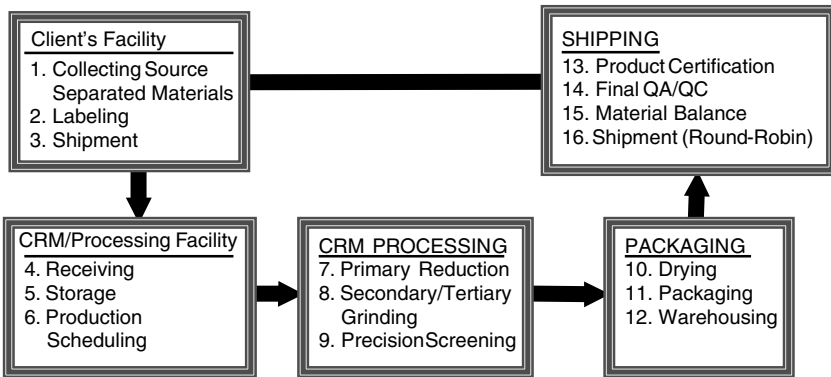 Client's Facility
1. Collecting Source
Separated Materials
2. Labeling
3. Shipment
SHIPPING
13. Product Certification
14. Final QA/QC
15. Material Balance
16. Shipment (Round-Robin)
CRM/Processing Facility
4. Receiving
5. Storage
6. Production
Scheduling
CRM PROCESSING
7. Primary Reduction
8. Secondary/Tertiary
Grinding
9. Precision Screening
PACKAGING
10. Drying
11. Packaging
12. Warehousing